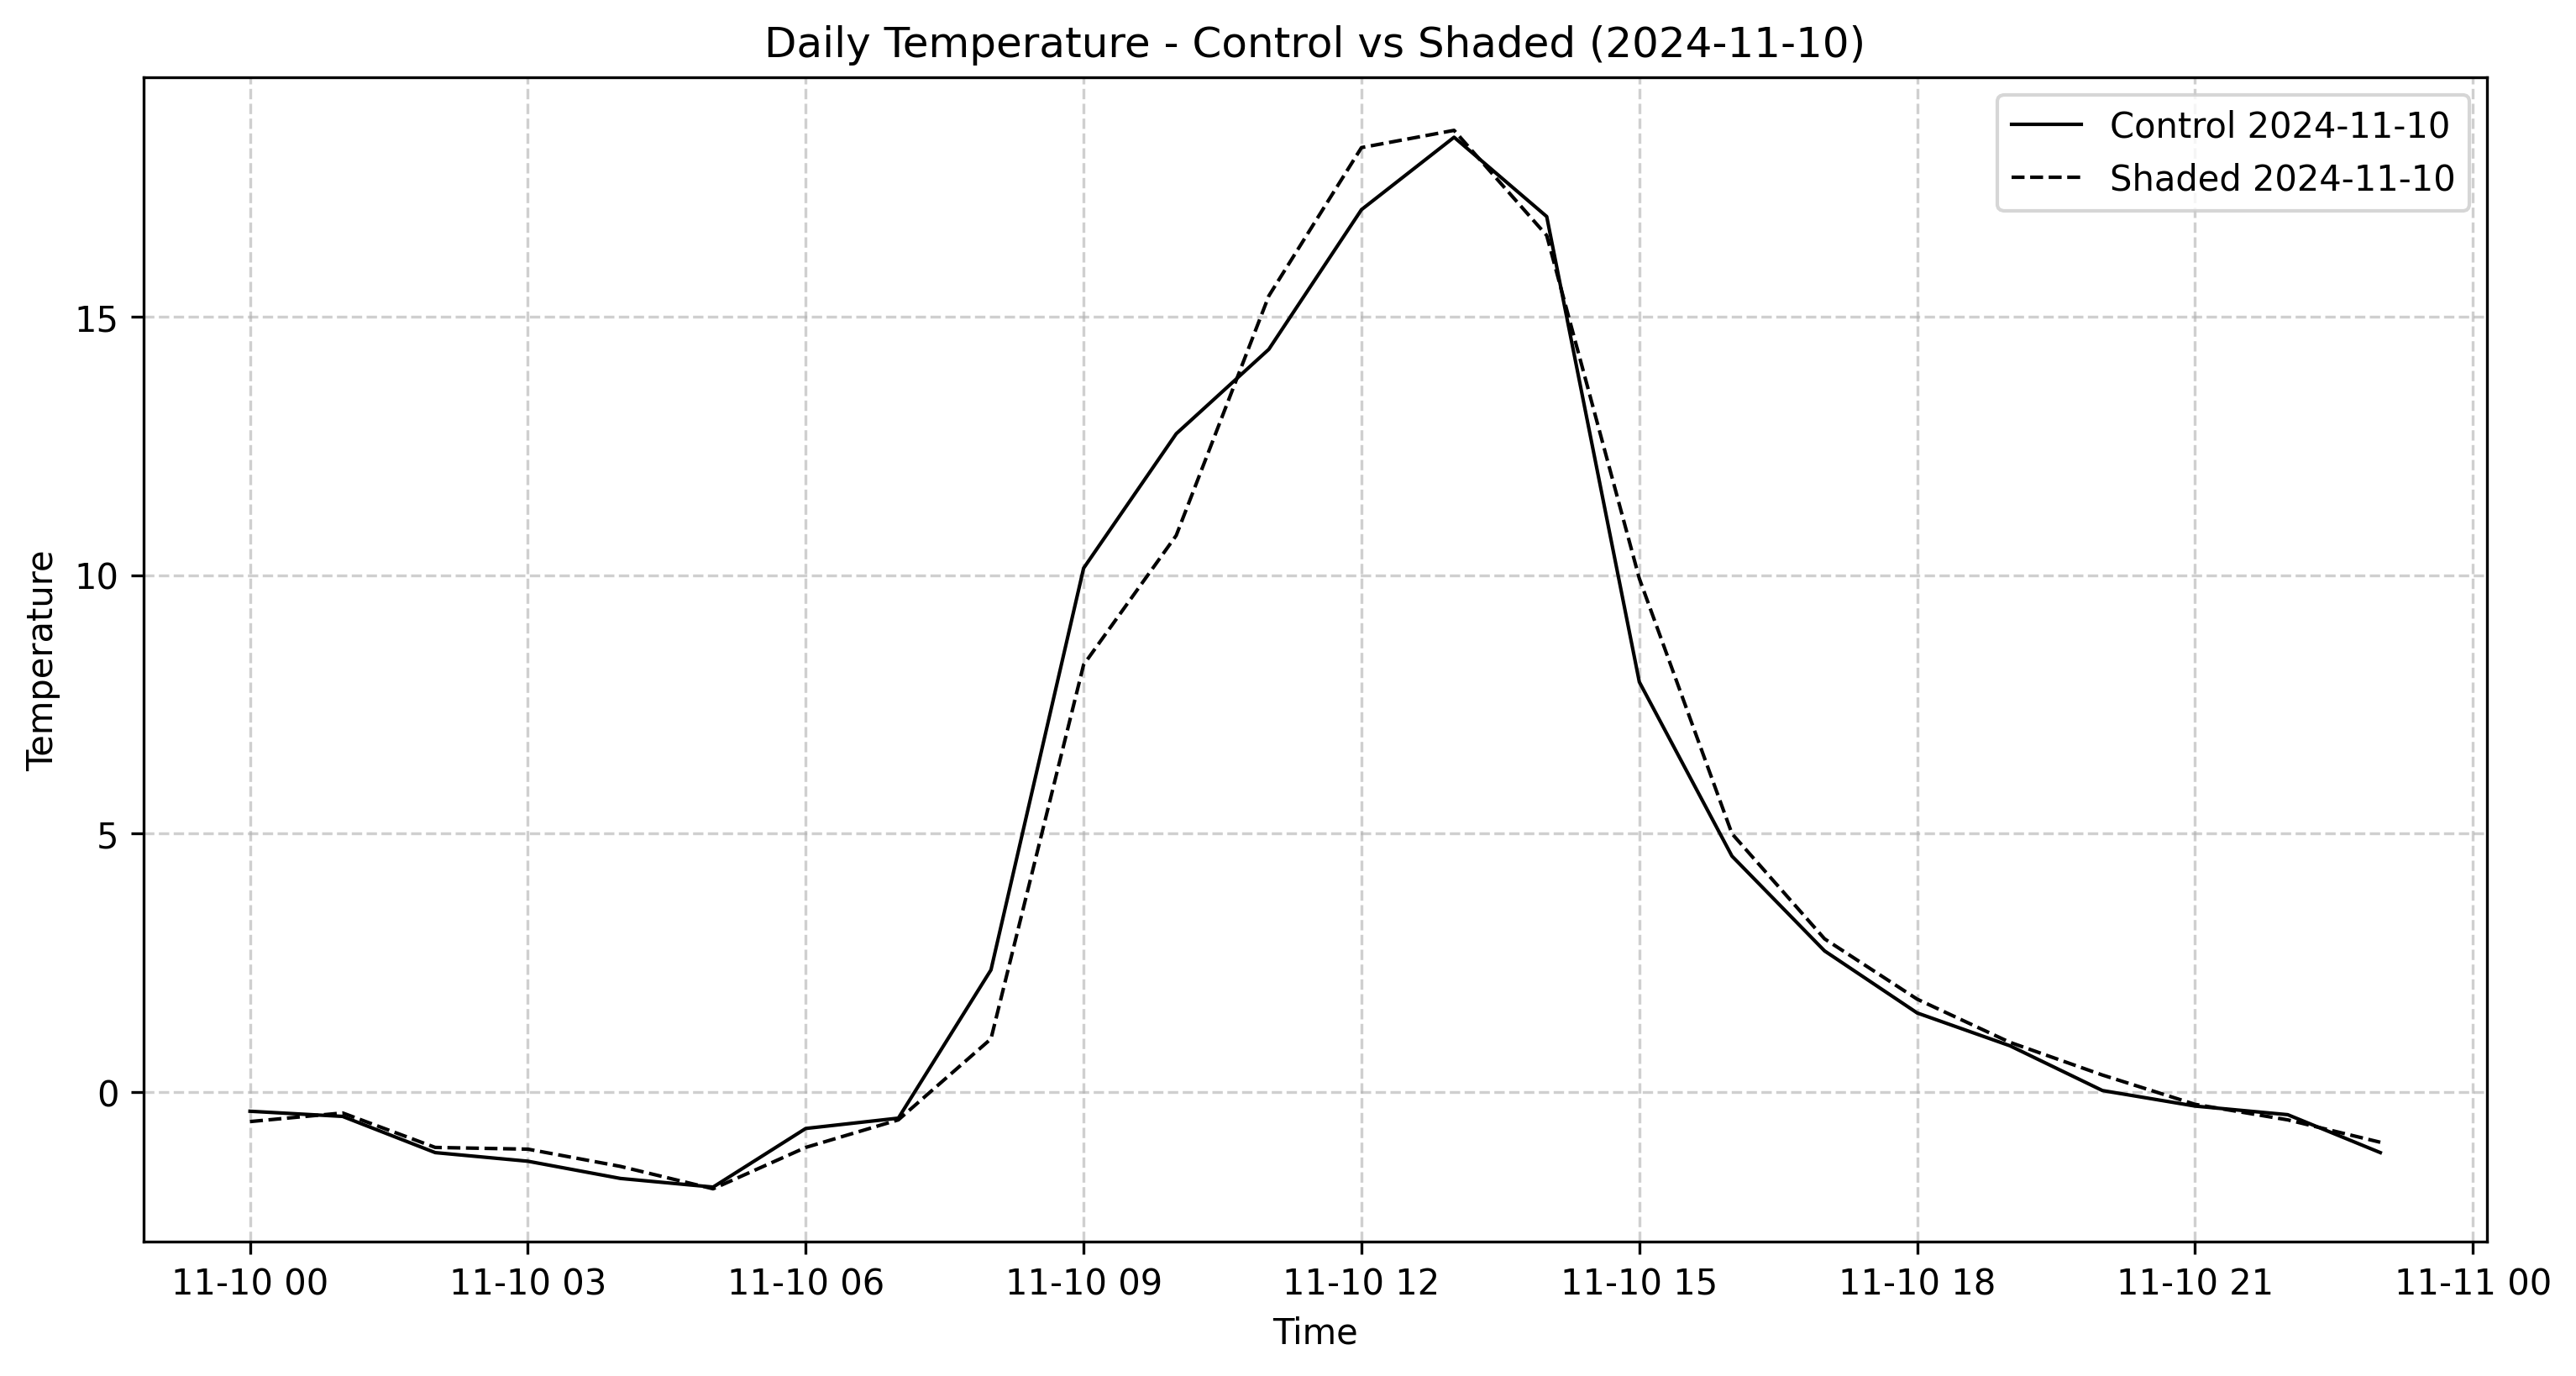 Daily Temperature - Control vs Shaded (2024-11-10)
Control 2024-11-10
Shaded 2024-11-10
Temperature
15
10
5
0
11-10 00 11-10 03 11-10 06 11-10 09 11-10 12 11-10 15 11-10 18 11-10 21 11-11 00
Time